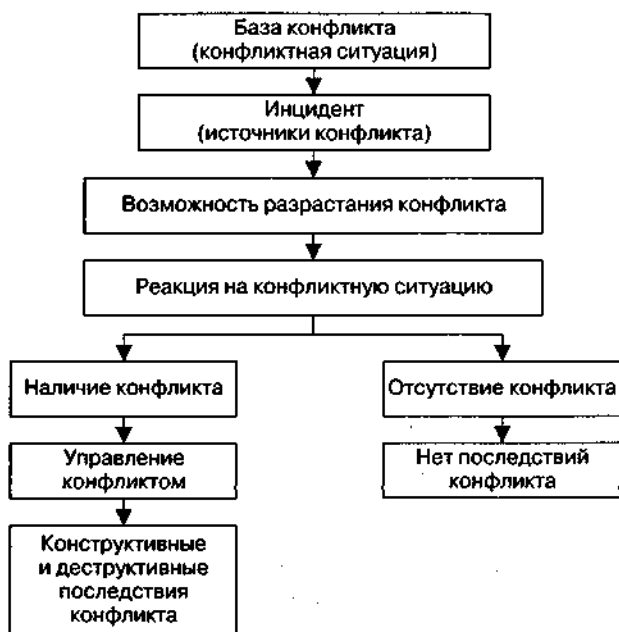 База конфликта
(конфликтная ситуация)
Инцидент
(источники конфликта)
Возможность разрастания конфликта
Реакция на конфликтную ситуацию
Наличие конфликта
Отсутствие конфликта
Управление
конфликтом
Нет последствий
конфликта
Конструктивные
и деструктивные
последствия
конфликта